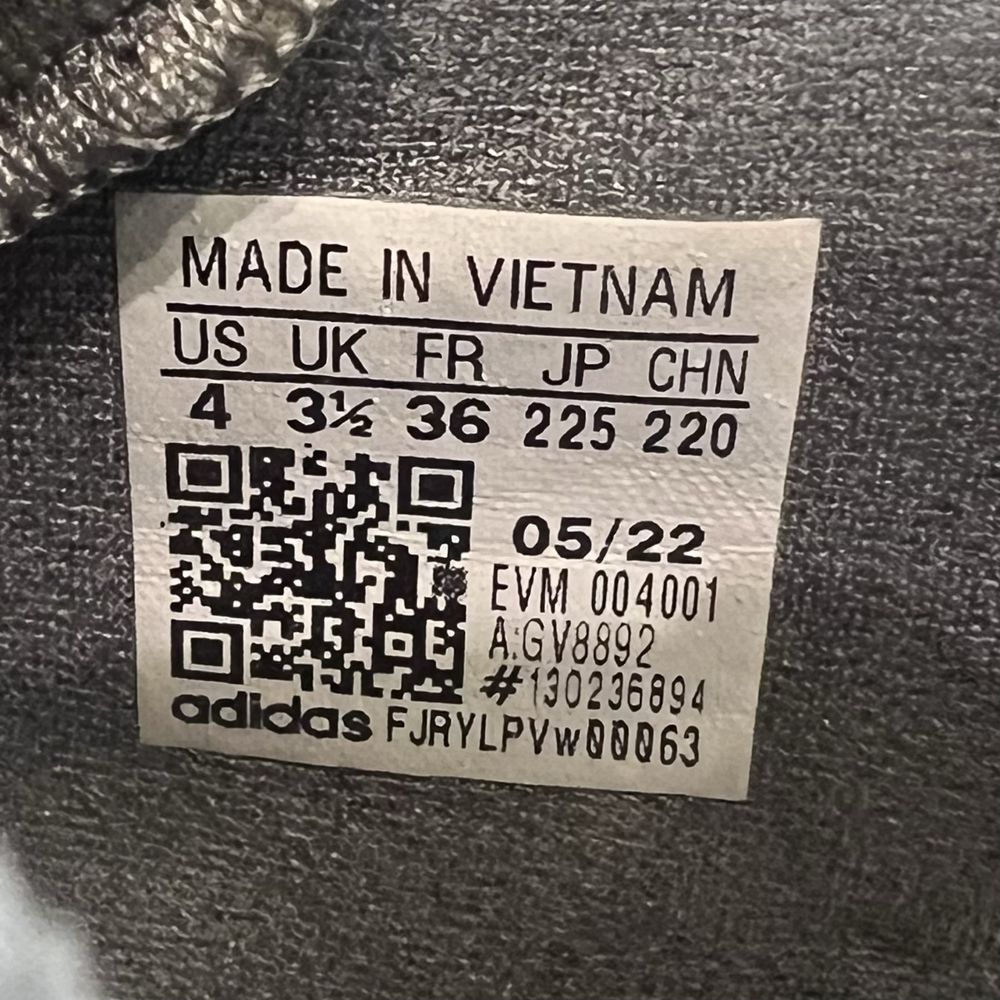 MADE IN VIETNAM
US UK FR JP CHN
4 3½ 36 225 220
05/22
EVM 004001
A:GV8892
#130236894
adidas FJRYLPVw00063